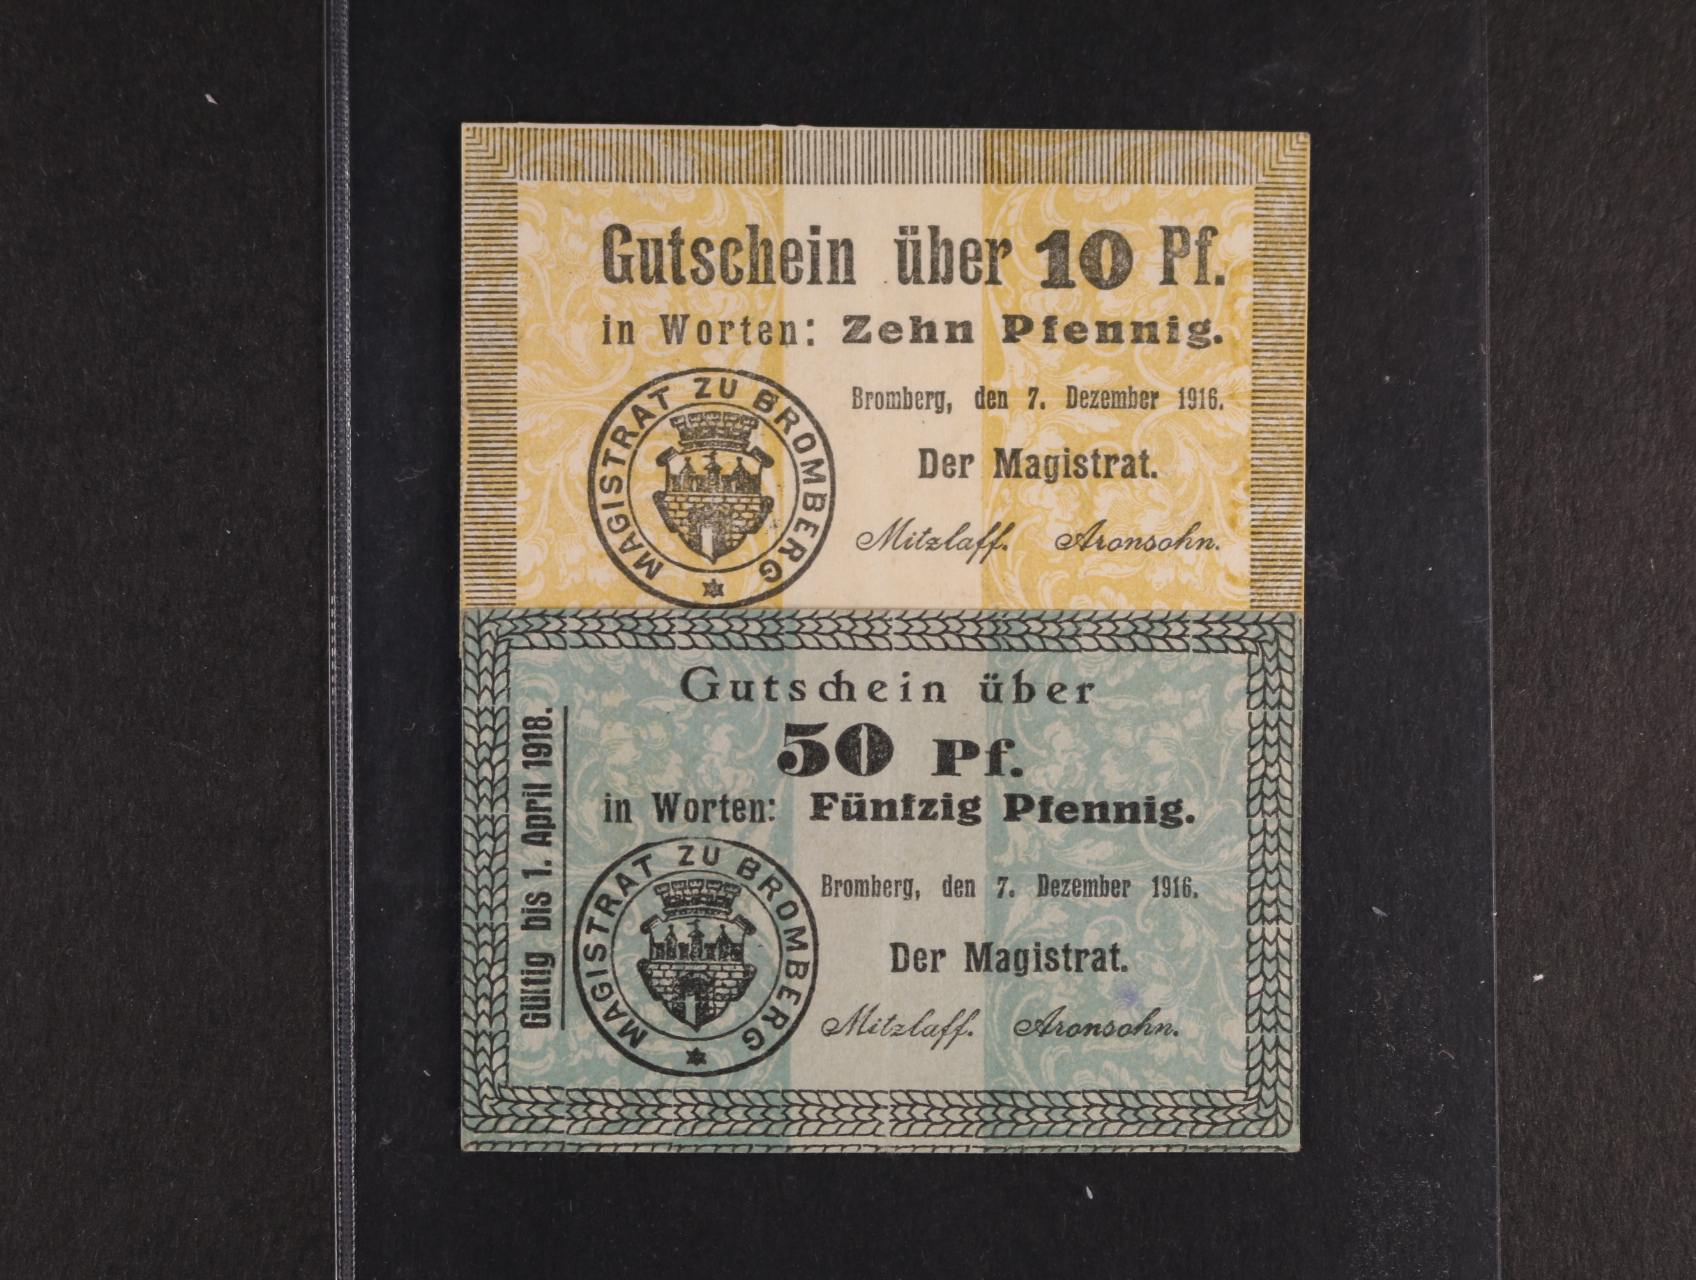 Gutschein über 10 Pf.
in Worten: Zehn Pfennig.
MAGISTRAT ZU BROMBERG
Bromberg, den 7. Dezember 1916.
Der Magistrat.
Mitzlaff. Aronsohn.
Gutschein über
50 Pf.
in Worten: Fünfzig Pfennig.
Gültig bis 1. April 1918.
MAGISTRAT ZU BROMBERG
Bromberg, den 7. Dezember 1916.
Der Magistrat.
Mitzlaff. Aronsohn.